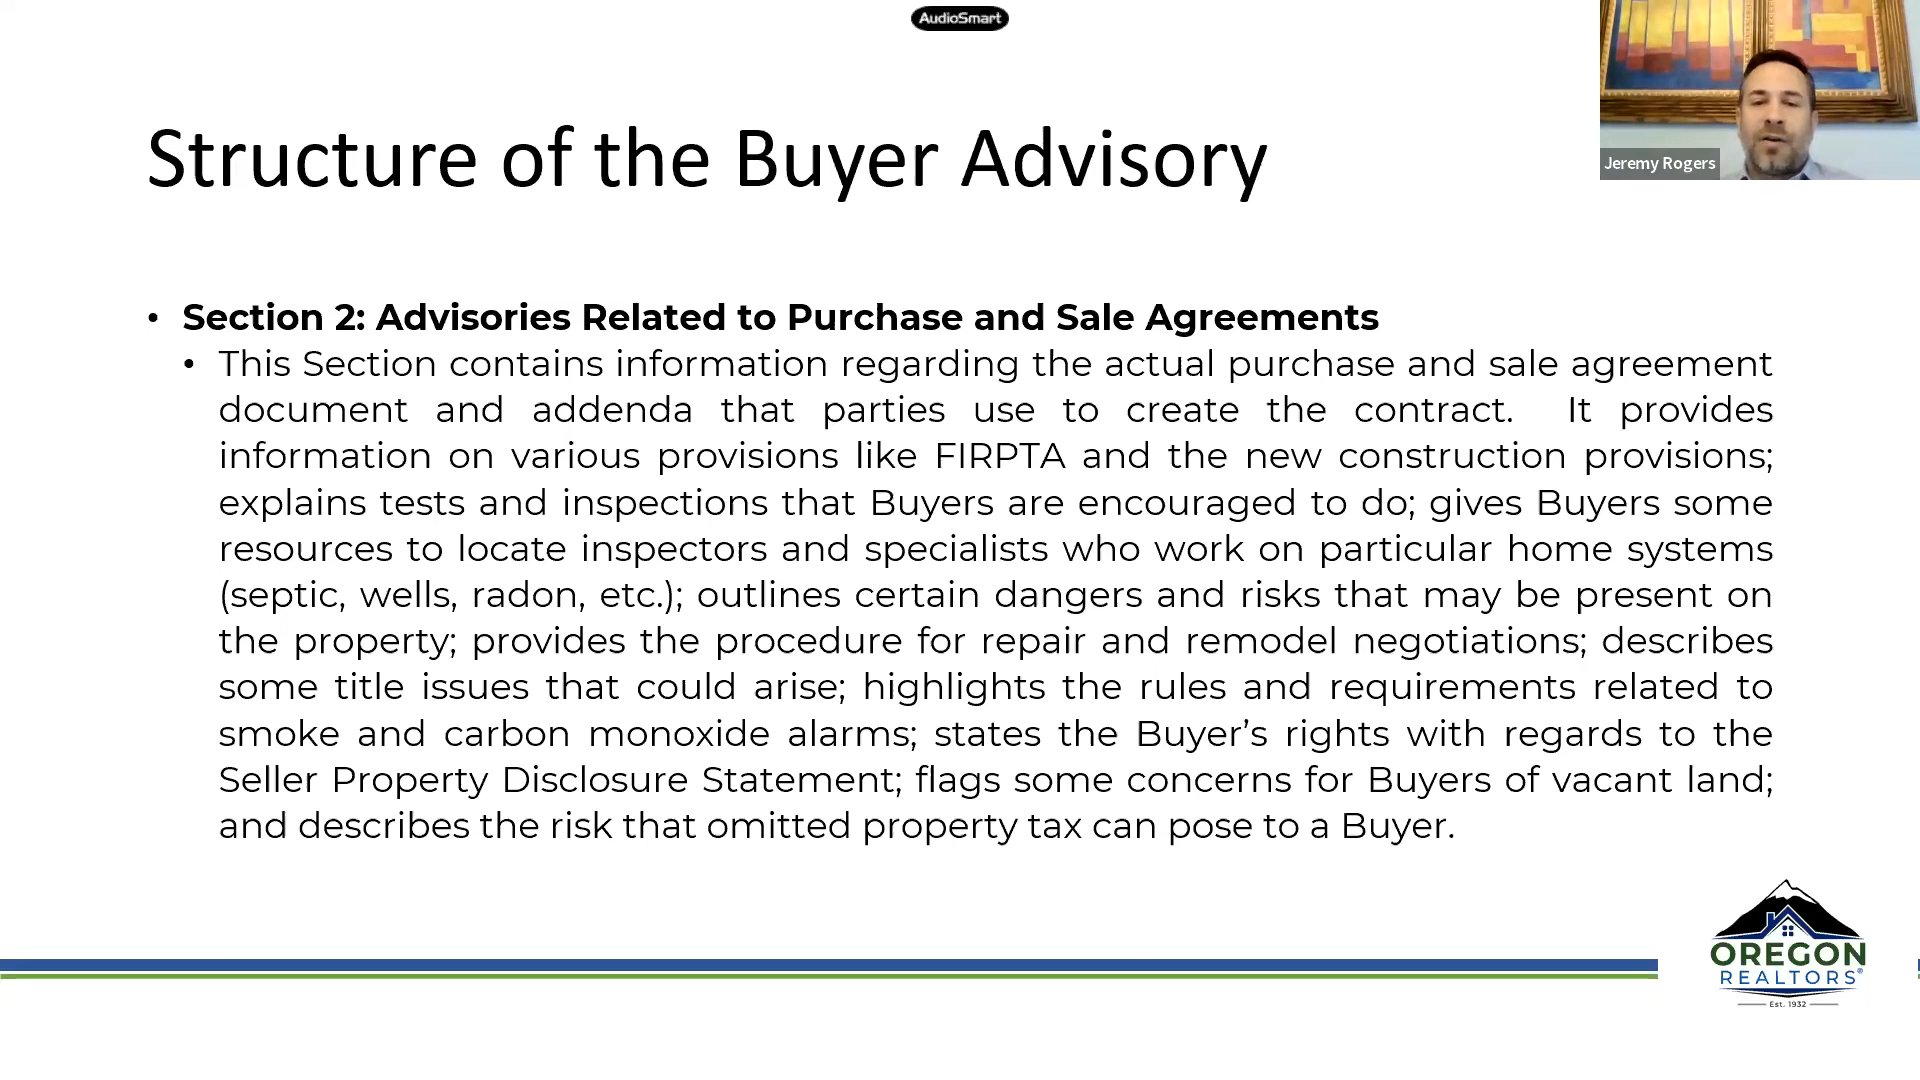 AudioSmart
Jeremy Rogers
Structure of the Buyer Advisory
• Section 2: Advisories Related to Purchase and Sale Agreements
• This Section contains information regarding the actual purchase and sale agreement
document and addenda that parties use to create the contract.  It provides
information on various provisions like FIRPTA and the new construction provisions;
explains tests and inspections that Buyers are encouraged to do; gives Buyers some
resources to locate inspectors and specialists who work on particular home systems
(septic, wells, radon, etc.); outlines certain dangers and risks that may be present on
the property; provides the procedure for repair and remodel negotiations; describes
some title issues that could arise; highlights the rules and requirements related to
smoke and carbon monoxide alarms; states the Buyer’s rights with regards to the
Seller Property Disclosure Statement; flags some concerns for Buyers of vacant land;
and describes the risk that omitted property tax can pose to a Buyer.
OREGON
REALTORS®
Est. 1932